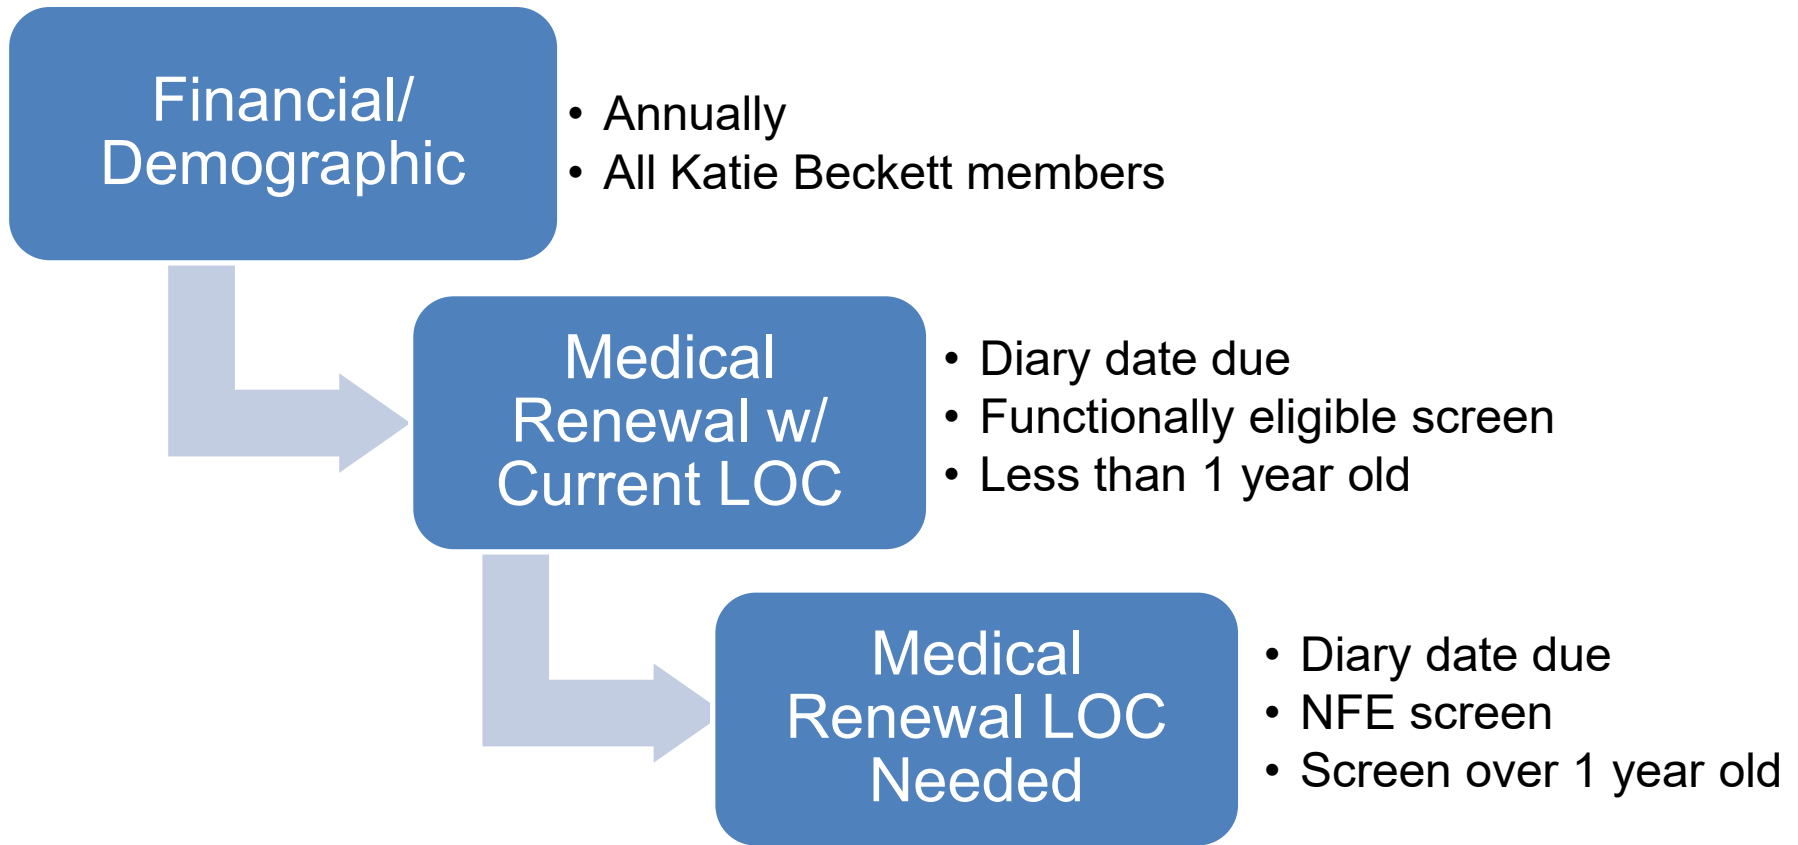 Financial/
Demographic
• Annually
• All Katie Beckett members
Medical
Renewal w/
Current LOC
• Diary date due
• Functionally eligible screen
• Less than 1 year old
Medical
Renewal LOC
Needed
• Diary date due
• NFE screen
• Screen over 1 year old